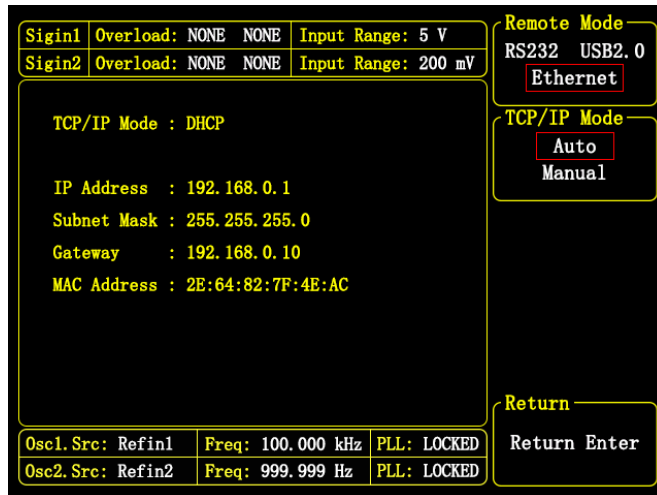 Sigin1 Overload: NONE NONE Input Range: 5 V
Sigin2 Overload: NONE NONE Input Range: 200 mV
TCP/IP Mode : DHCP
IP Address : 192.168.0.1
Subnet Mask : 255.255.255.0
Gateway : 192.168.0.10
MAC Address : 2E:64:82:7F:4E:AC
Osc1.Src: Refin1 Freq: 100.000 kHz PLL: LOCKED
Osc2.Src: Refin2 Freq: 999.999 Hz PLL: LOCKED
Remote Mode
RS232 USB2.0
Ethernet
TCP/IP Mode
Auto
Manual
Return
Return Enter